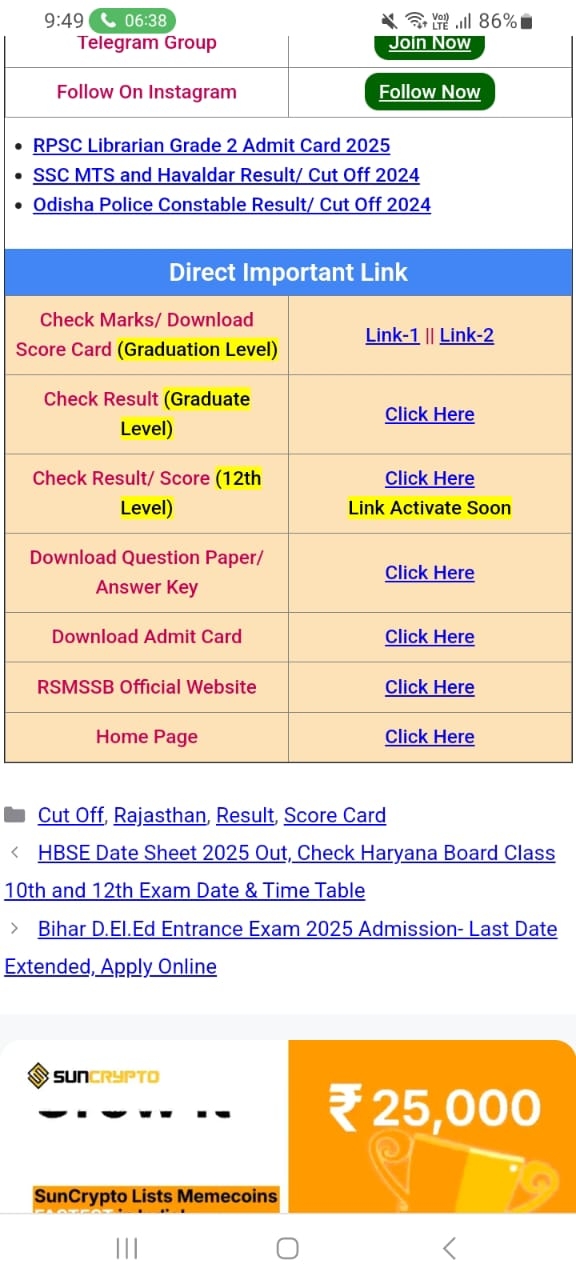 9:49 06:38 Vo)) LTE 86%
Telegram Group Join Now
Follow On Instagram Follow Now
• RPSC Librarian Grade 2 Admit Card 2025
• SSC MTS and Havaldar Result/ Cut Off 2024
• Odisha Police Constable Result/ Cut Off 2024
Direct Important Link
Check Marks/ Download
Score Card (Graduation Level)
Link-1 || Link-2
Check Result (Graduate
Level)
Click Here
Check Result/ Score (12th
Level)
Click Here
Link Activate Soon
Download Question Paper/
Answer Key
Click Here
Download Admit Card Click Here
RSMSSB Official Website Click Here
Home Page Click Here
Cut Off, Rajasthan, Result, Score Card
< HBSE Date Sheet 2025 Out, Check Haryana Board Class
10th and 12th Exam Date & Time Table
> Bihar D.El.Ed Entrance Exam 2025 Admission- Last Date
Extended, Apply Online
SUNCRYPTO
₹ 25,000
SunCrypto Lists Memecoins